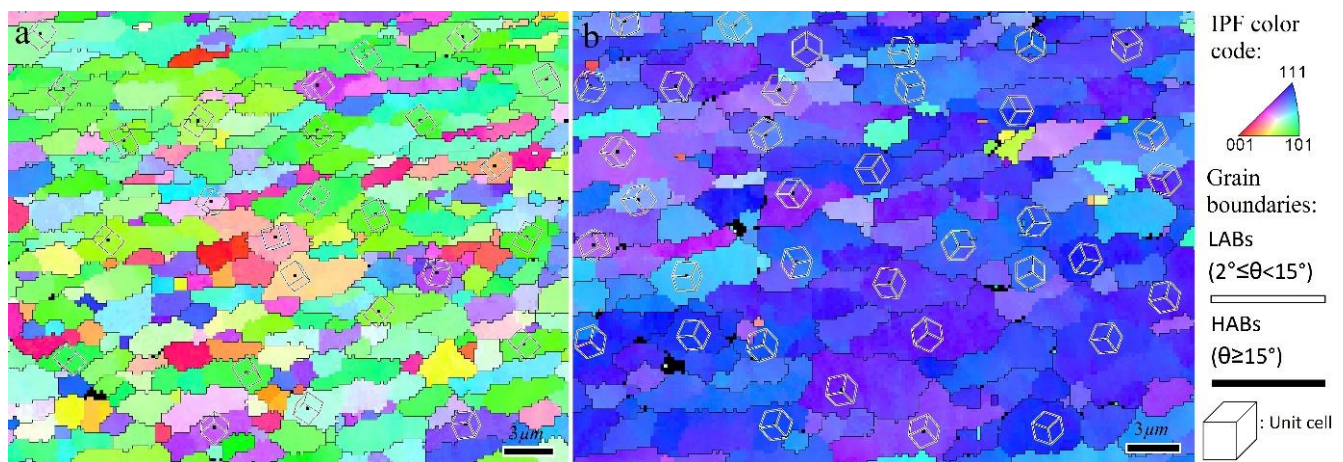 a
b
3μm
3μm
IPF color
code:
111
001
101
Grain
boundaries:
LABs
(2°≤θ<15°)
HABs
(θ≥15°)
: Unit cell